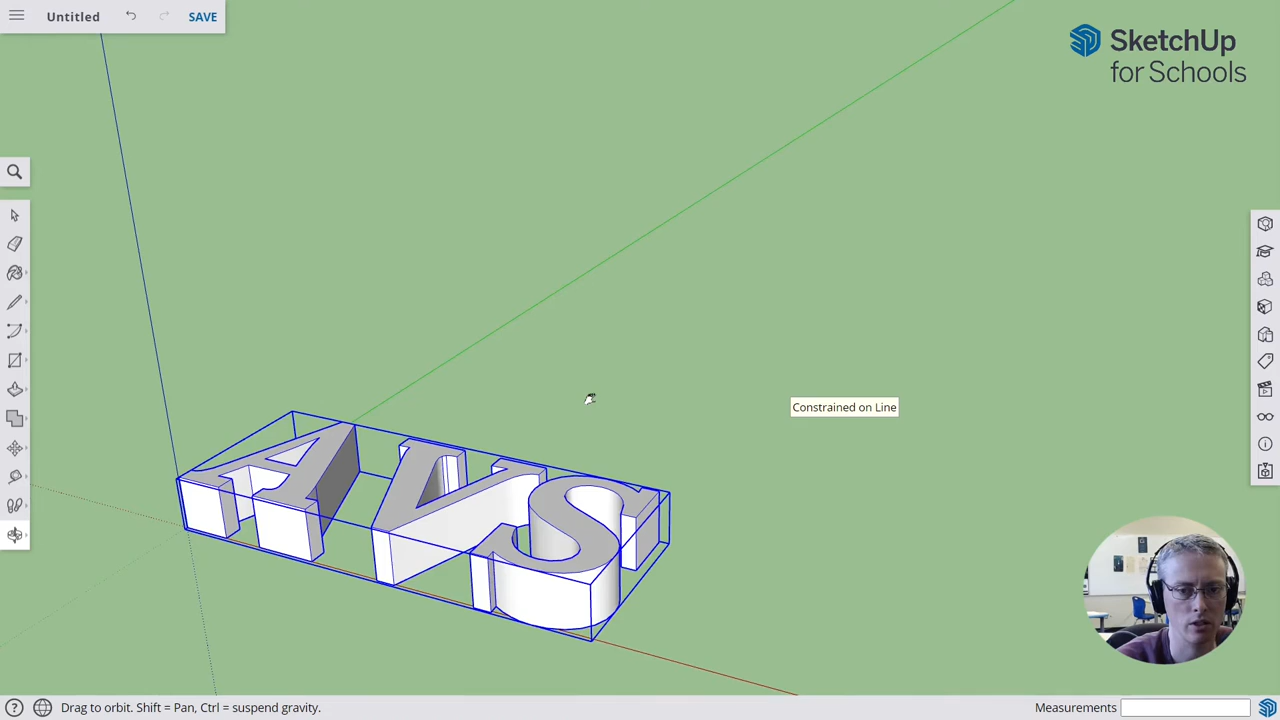 Untitled
SAVE
SketchUp
for Schools
Constrained on Line
AVS
Drag to orbit. Shift = Pan, Ctrl = suspend gravity.
Measurements